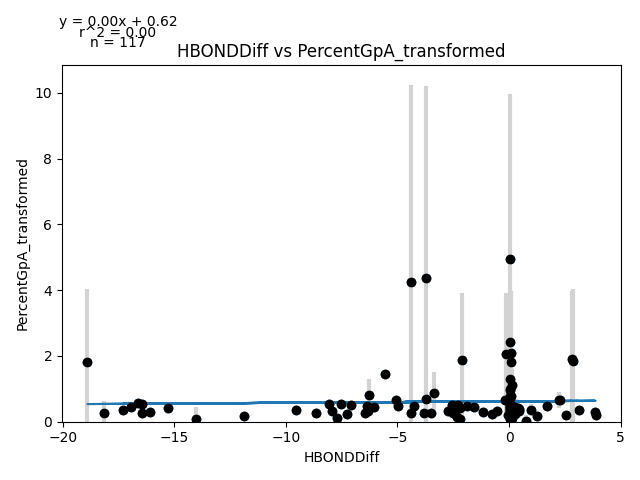 y = 0.00x + 0.62
r^2 = 0.00
n = 117
HBONDDiff vs PercentGpA_transformed
PercentGpA_transformed
10
8
6
4
2
0
−20
−15
−10
−5
0
5
HBONDDiff